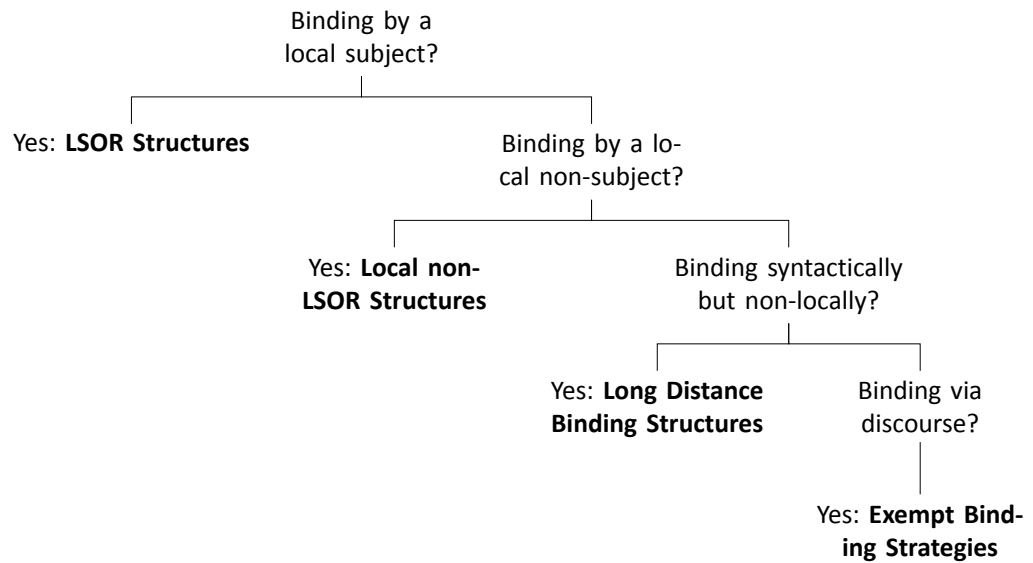 Binding by a
local subject?
Yes: LSOR Structures
Binding by a lo-
cal non-subject?
Yes: Local non-
LSOR Structures
Binding syntactically
but non-locally?
Yes: Long Distance
Binding Structures
Binding via
discourse?
Yes: Exempt Bind-
ing Strategies